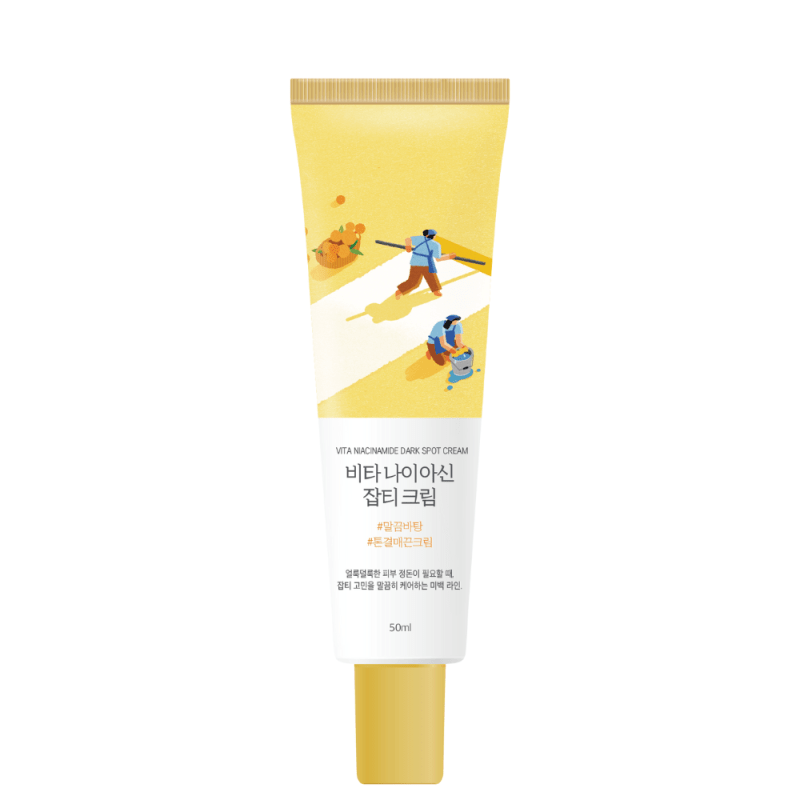 VITA NIACINAMIDE DARK SPOT CREAM
비타 나이아신
잡티 크림
#말끔바탕
#톤결매끈크림
얼룩덜룩한 피부 정돈이 필요할 때,
잡티 고민을 말끔히 케어하는 미백 라인.
50ml